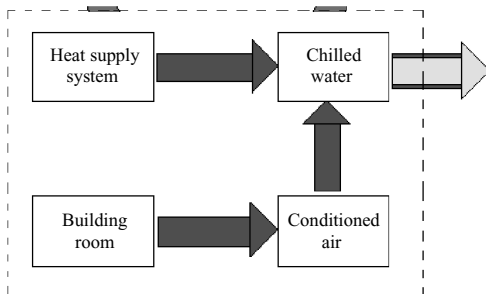 Heat supply
system
Chilled
water
Building
room
Conditioned
air